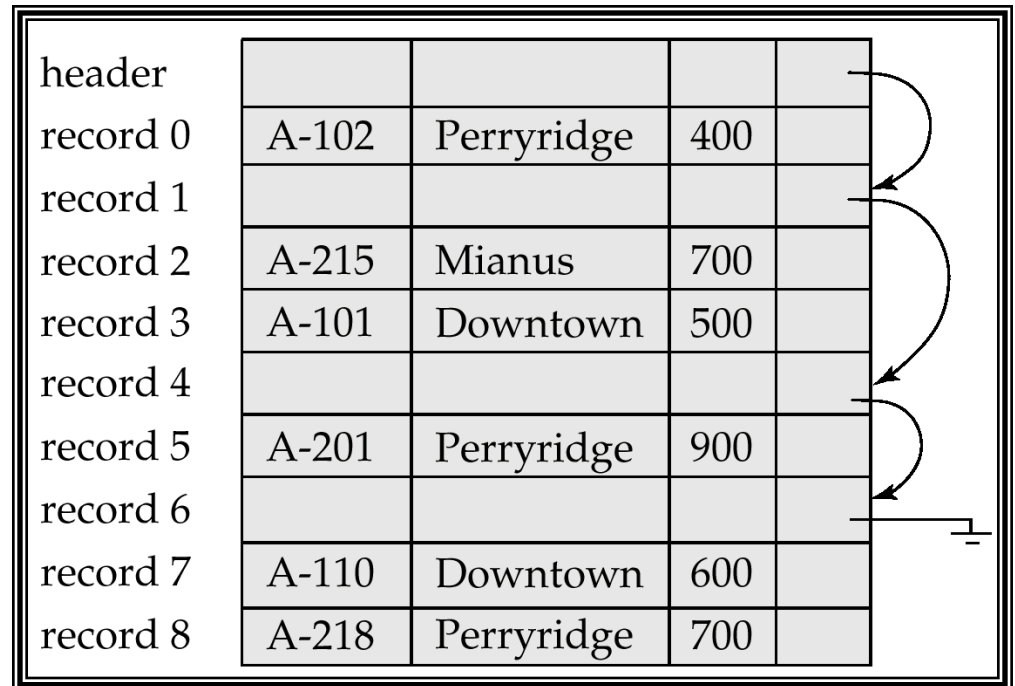 header
record 0 A-102 Perryridge 400
record 1
record 2 A-215 Mianus 700
record 3 A-101 Downtown 500
record 4
record 5 A-201 Perryridge 900
record 6
record 7 A-110 Downtown 600
record 8 A-218 Perryridge 700